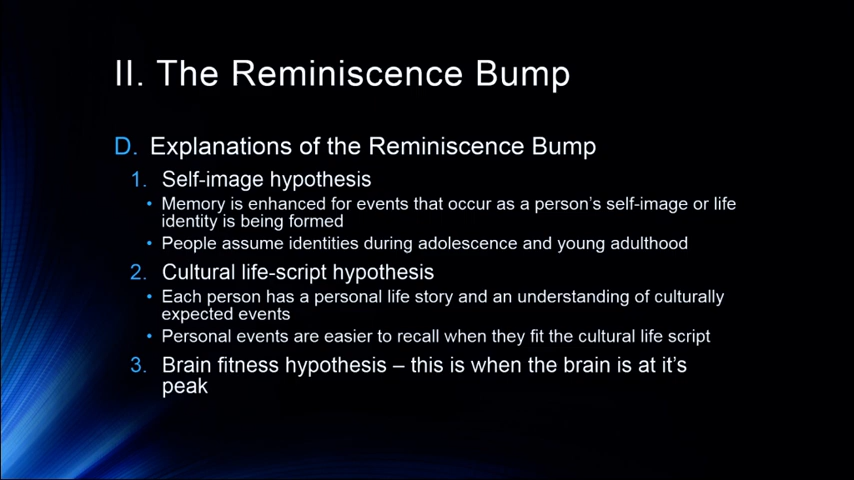 II. The Reminiscence Bump
D. Explanations of the Reminiscence Bump
1. Self-image hypothesis
• Memory is enhanced for events that occur as a person’s self-image or life
identity is being formed
• People assume identities during adolescence and young adulthood
2. Cultural life-script hypothesis
• Each person has a personal life story and an understanding of culturally
expected events
• Personal events are easier to recall when they fit the cultural life script
3. Brain fitness hypothesis – this is when the brain is at it’s
peak